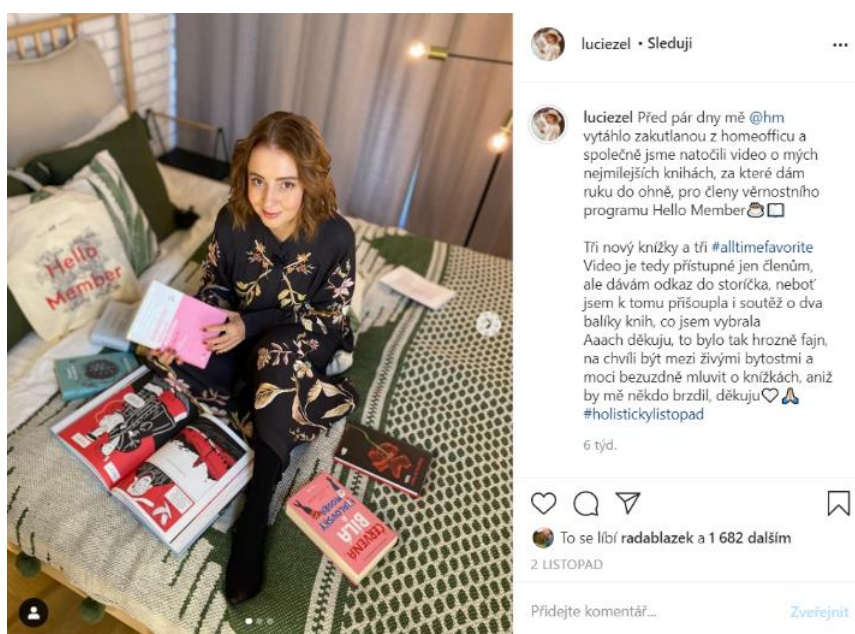 luciezel • Sleduji
luciezel Před pár dny mě @hm
vytáhlo zakutlanou z homeofficu a
společně jsme natočili video o mých
nejmilejších knihách, za které dám
ruku do ohně, pro členy věrnostního
programu Hello Member☕📖
Tři nový knížky a tři #alltimefavorite
Video je tedy přístupné jen členům,
ale dávám odkaz do storíčka, neboť
jsem k tomu přišoupla i soutěž o dva
balíky knih, co jsem vybrala
Aaach děkuju, to bylo tak hrozně fajn,
na chvíli být mezi živými bytostmi a
moci bezuzdně mluvit o knížkách, aniž
by mě někdo brzdil, děkuju♡🙏🏼
#holistickylistopad
6 týd.
To se líbí radablazek a 1 682 dalším
2 LISTOPAD
Přidejte komentář...
Zveřejnit
Hello
Member
ČERVENÁ
BÍLÁ
KRÁLOVSKY
MODRÁ